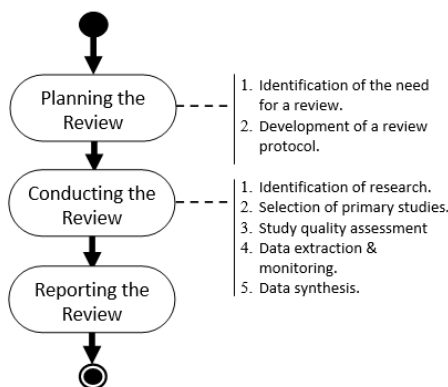 Planning the
Review
1. Identification of the need
for a review.
2. Development of a review
protocol.
Conducting the
Review
1. Identification of research.
2. Selection of primary studies.
3 Study quality assessment
4 Data extraction &
monitoring.
5 Data synthesis.
Reporting the
Review